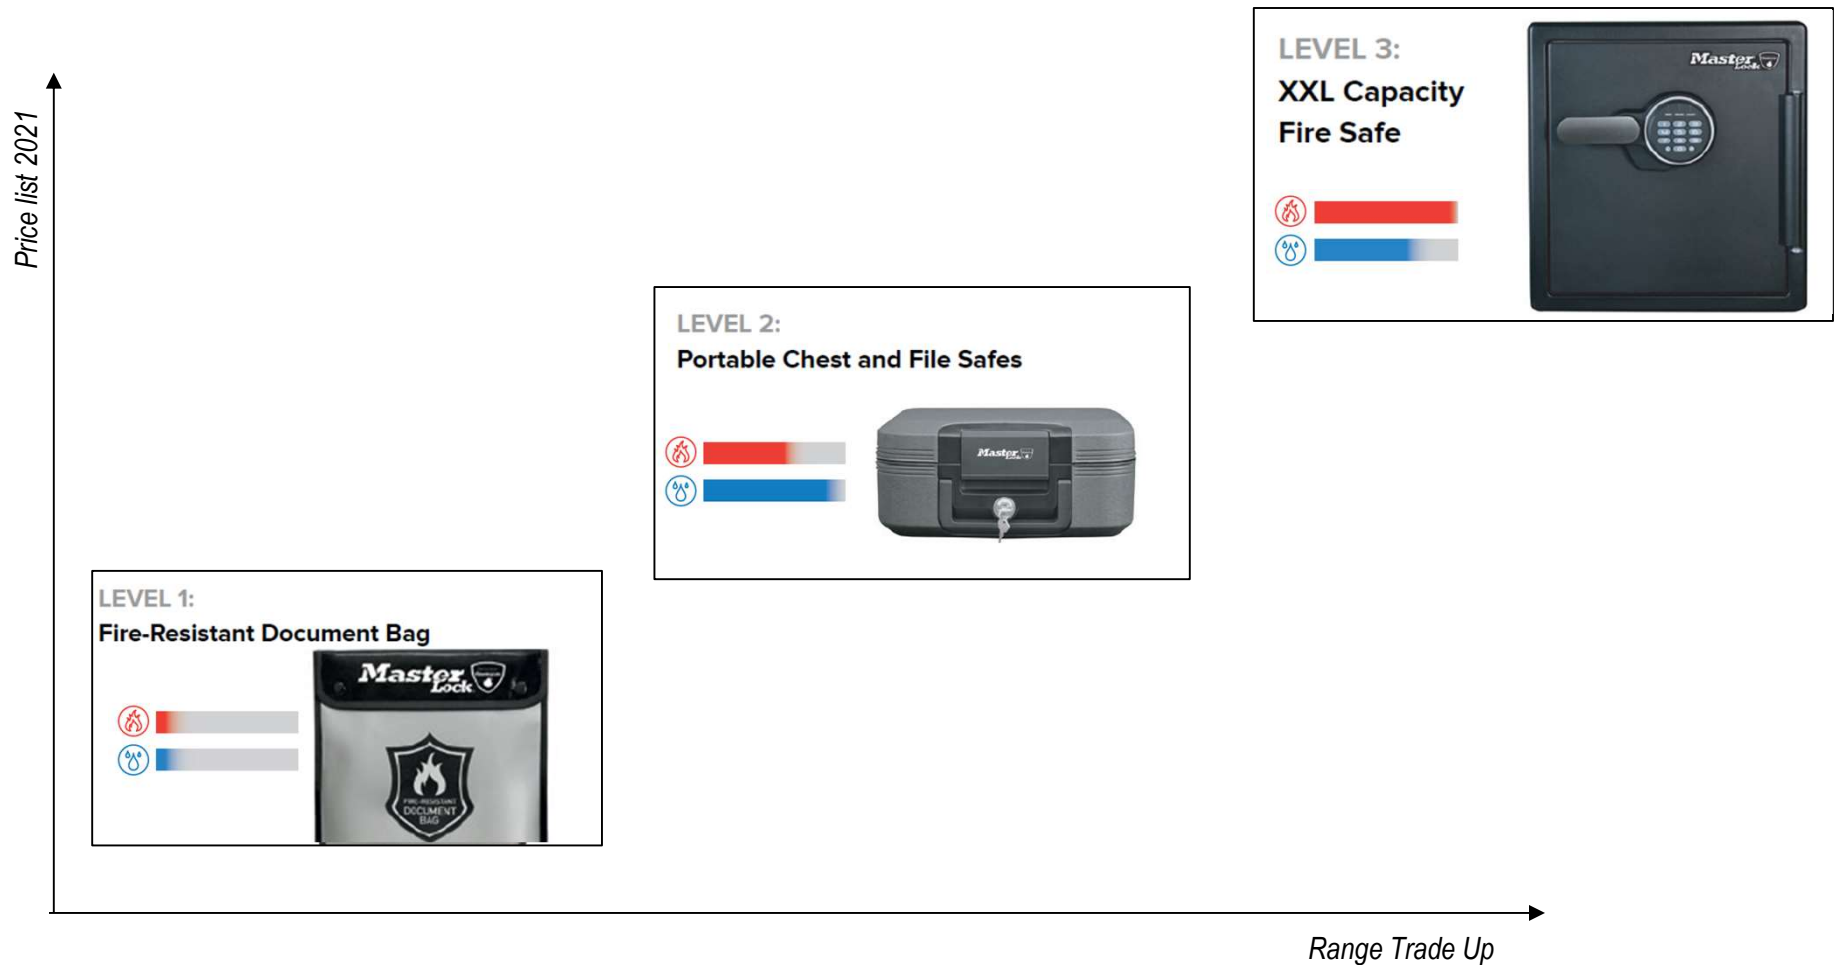 Price list 2021
LEVEL 3:
XXL Capacity
Fire Safe
Master
Lock
LEVEL 2:
Portable Chest and File Safes
Master
Lock
LEVEL 1:
Fire-Resistant Document Bag
Master
Lock
FIRE-RESISTANT
DOCUMENT
BAG
Range Trade Up